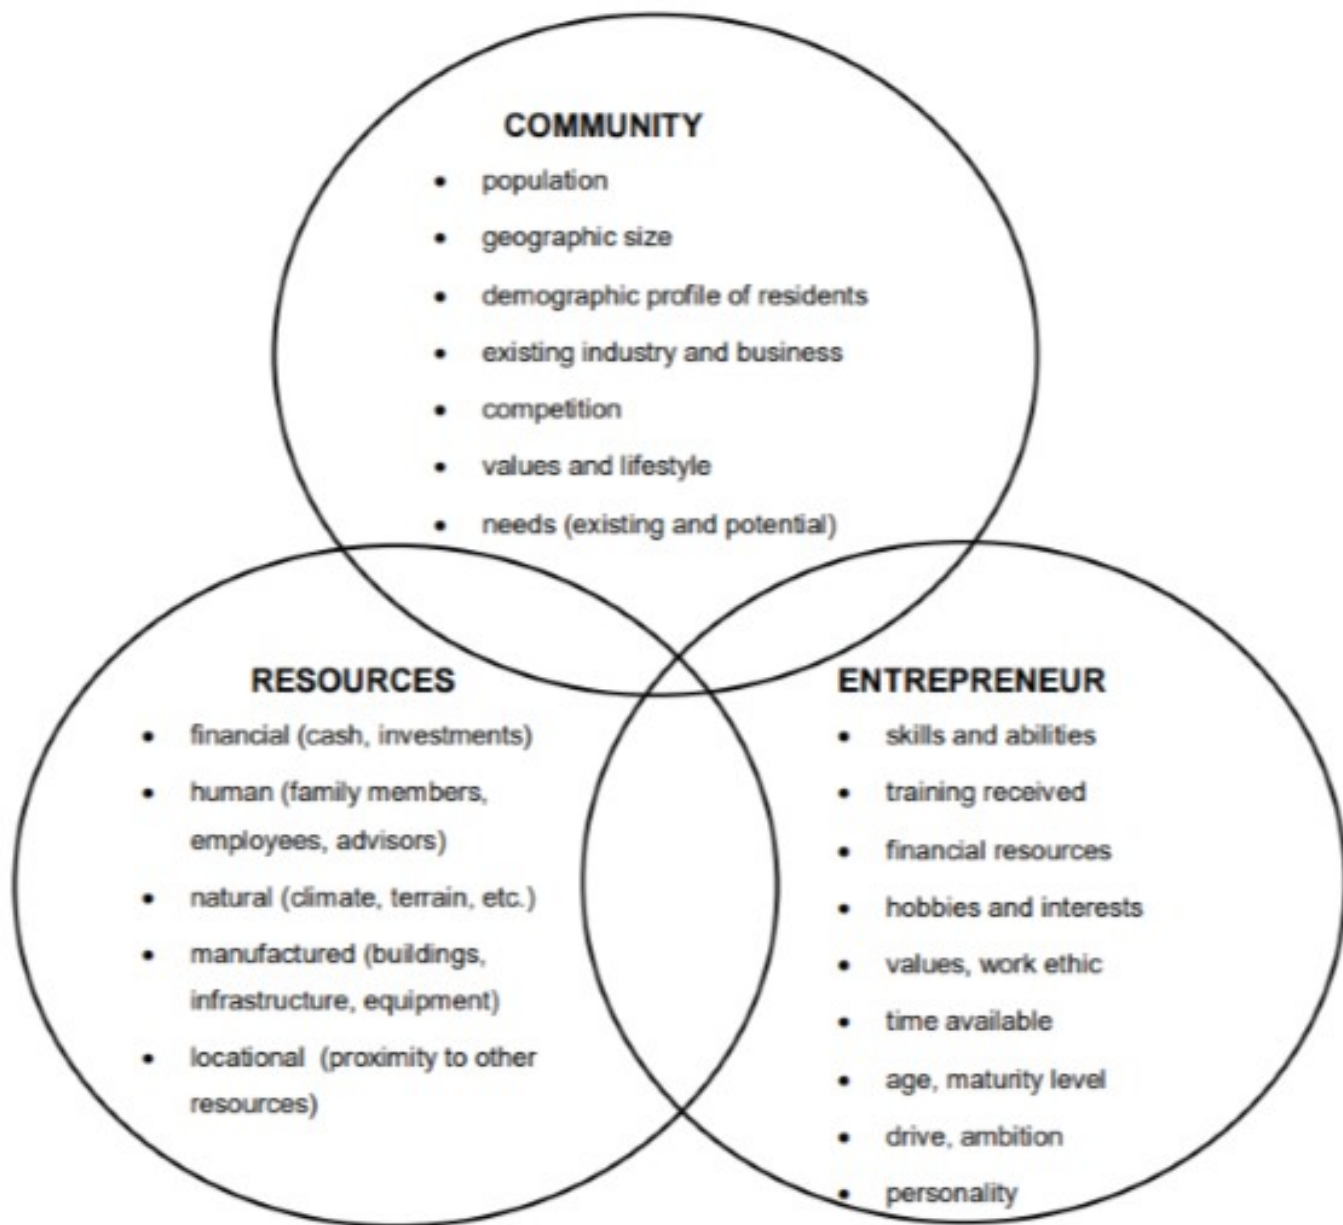 COMMUNITY
• population
• geographic size
• demographic profile of residents
• existing industry and business
• competition
• values and lifestyle
• needs (existing and potential)
RESOURCES
• financial (cash, investments)
• human (family members,
employees, advisors)
• natural (climate, terrain, etc.)
• manufactured (buildings,
infrastructure, equipment)
• locational (proximity to other
resources)
ENTREPRENEUR
• skills and abilities
• training received
• financial resources
• hobbies and interests
• values, work ethic
• time available
• age, maturity level
• drive, ambition
• personality